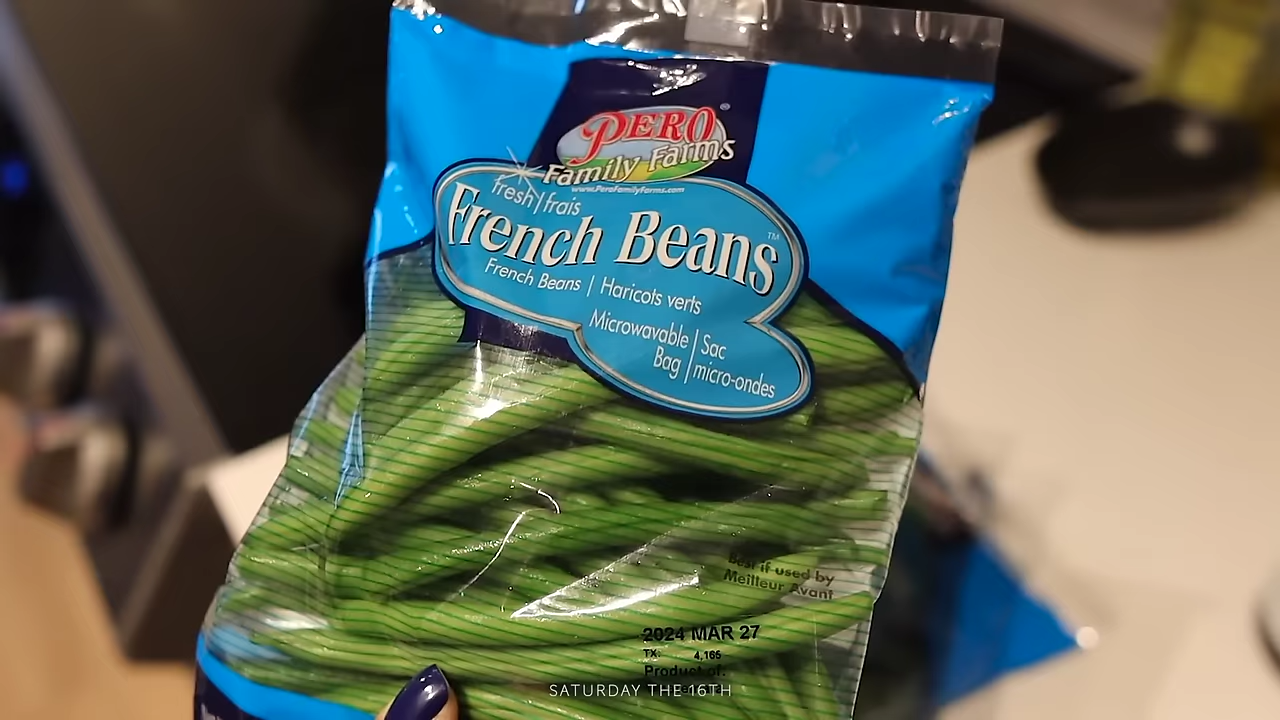 PERO®
Family Farms
www.PeroFamilyFarms.com
fresh | frais
French Beans™
French Beans | Haricots verts
Microwavable | Sac
Bag | micro-ondes
Best if used by
Meilleur Avant
2024 MAR 27
TX: 4,166
Product of:
SATURDAY THE 16TH